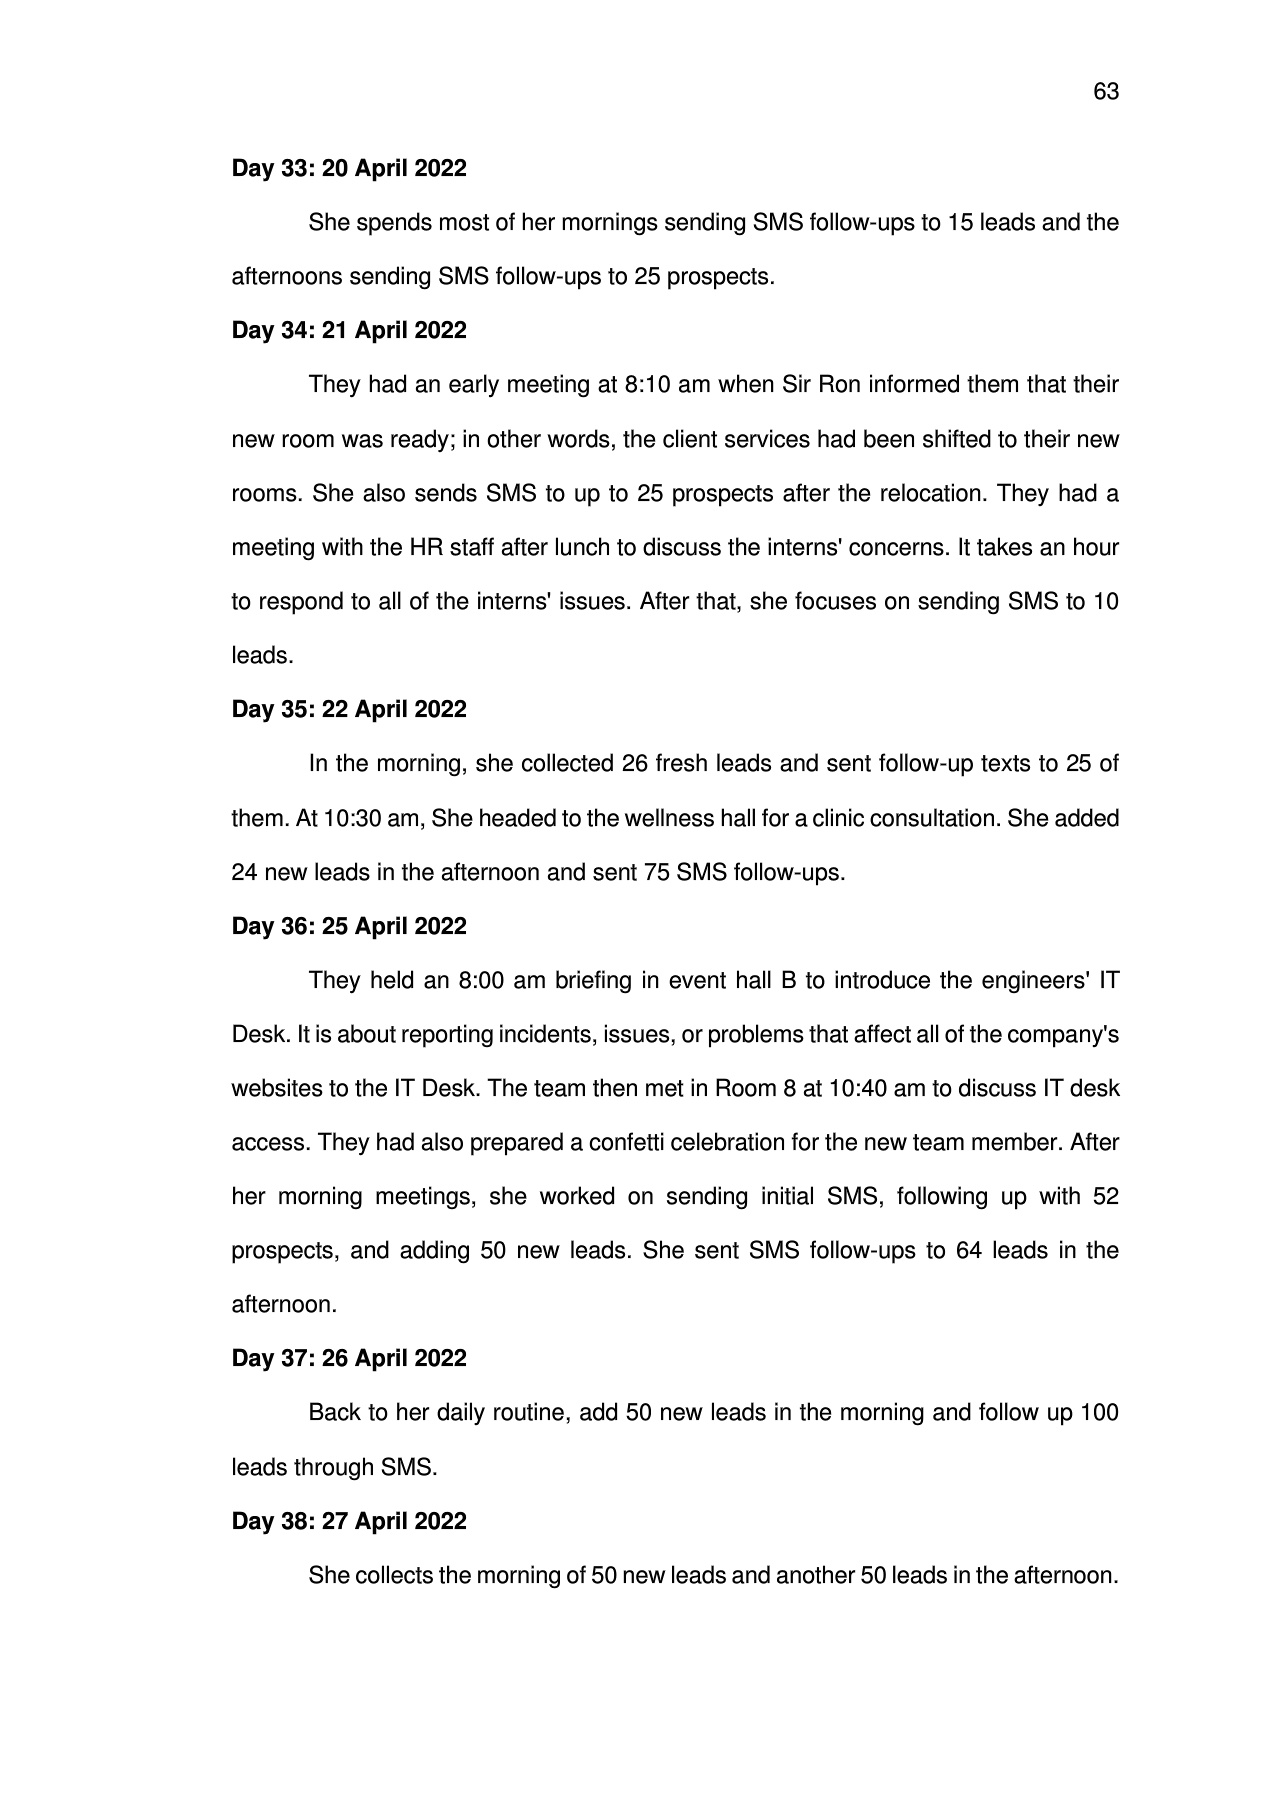 63
Day 33: 20 April 2022
She spends most of her mornings sending SMS follow-ups to 15 leads and the
afternoons sending SMS follow-ups to 25 prospects.
Day 34: 21 April 2022
They had an early meeting at 8:10 am when Sir Ron informed them that their
new room was ready; in other words, the client services had been shifted to their new
rooms. She also sends SMS to up to 25 prospects after the relocation. They had a
meeting with the HR staff after lunch to discuss the interns' concerns. It takes an hour
to respond to all of the interns' issues. After that, she focuses on sending SMS to 10
leads.
Day 35: 22 April 2022
In the morning, she collected 26 fresh leads and sent follow-up texts to 25 of
them. At 10:30 am, She headed to the wellness hall for a clinic consultation. She added
24 new leads in the afternoon and sent 75 SMS follow-ups.
Day 36: 25 April 2022
They held an 8:00 am briefing in event hall B to introduce the engineers' IT
Desk. It is about reporting incidents, issues, or problems that affect all of the company's
websites to the IT Desk. The team then met in Room 8 at 10:40 am to discuss IT desk
access. They had also prepared a confetti celebration for the new team member. After
her morning meetings, she worked on sending initial SMS, following up with 52
prospects, and adding 50 new leads. She sent SMS follow-ups to 64 leads in the
afternoon.
Day 37: 26 April 2022
Back to her daily routine, add 50 new leads in the morning and follow up 100
leads through SMS.
Day 38: 27 April 2022
She collects the morning of 50 new leads and another 50 leads in the afternoon.